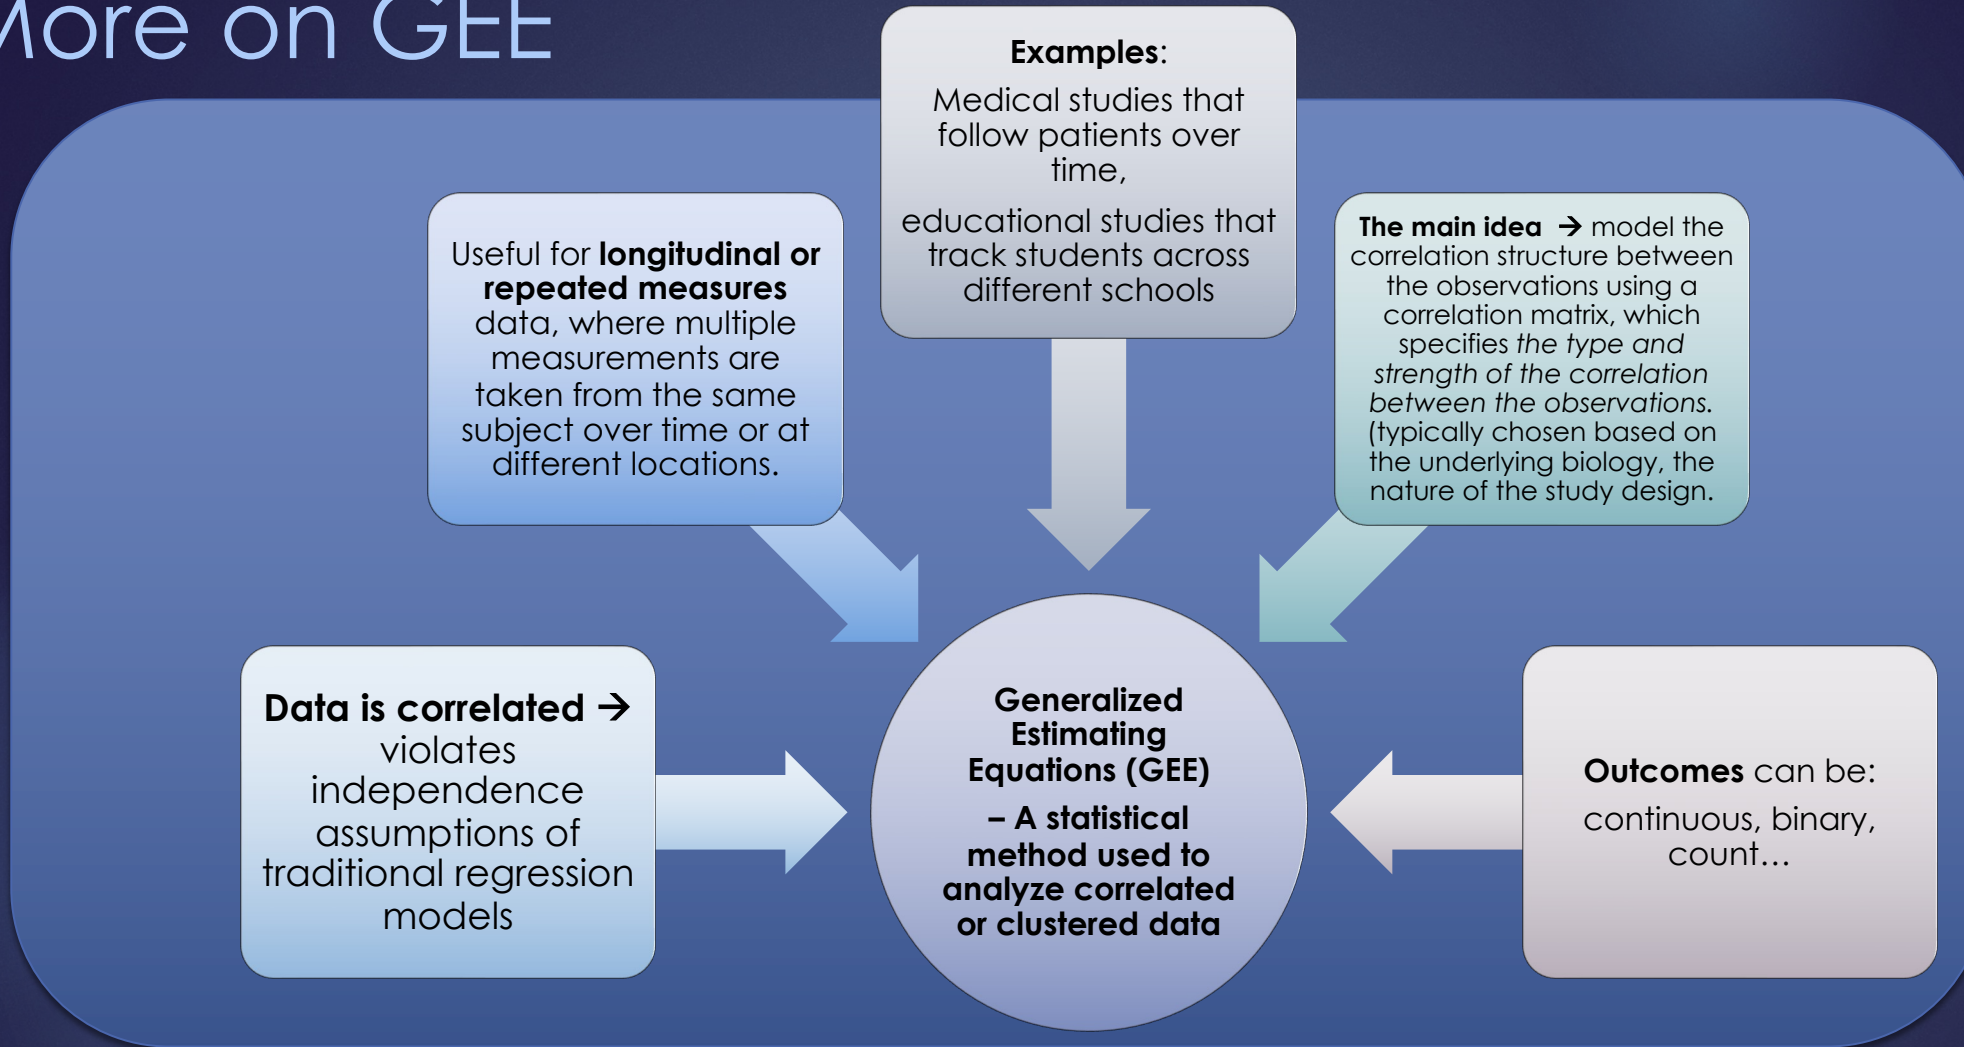 More on GEE
Examples:
Medical studies that
follow patients over
time,
educational studies that
track students across
different schools
Useful for longitudinal or
repeated measures
data, where multiple
measurements are
taken from the same
subject over time or at
different locations.
The main idea → model the
correlation structure between
the observations using a
correlation matrix, which
specifies the type and
strength of the correlation
between the observations.
(typically chosen based on
the underlying biology, the
nature of the study design.
Data is correlated →
violates
independence
assumptions of
traditional regression
models
Generalized
Estimating
Equations (GEE)
– A statistical
method used to
analyze correlated
or clustered data
Outcomes can be:
continuous, binary,
count…